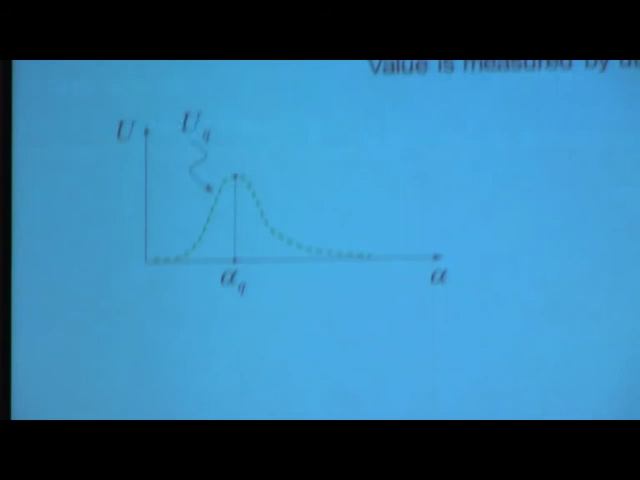 Value is measured by
U
U_q
α_q
α